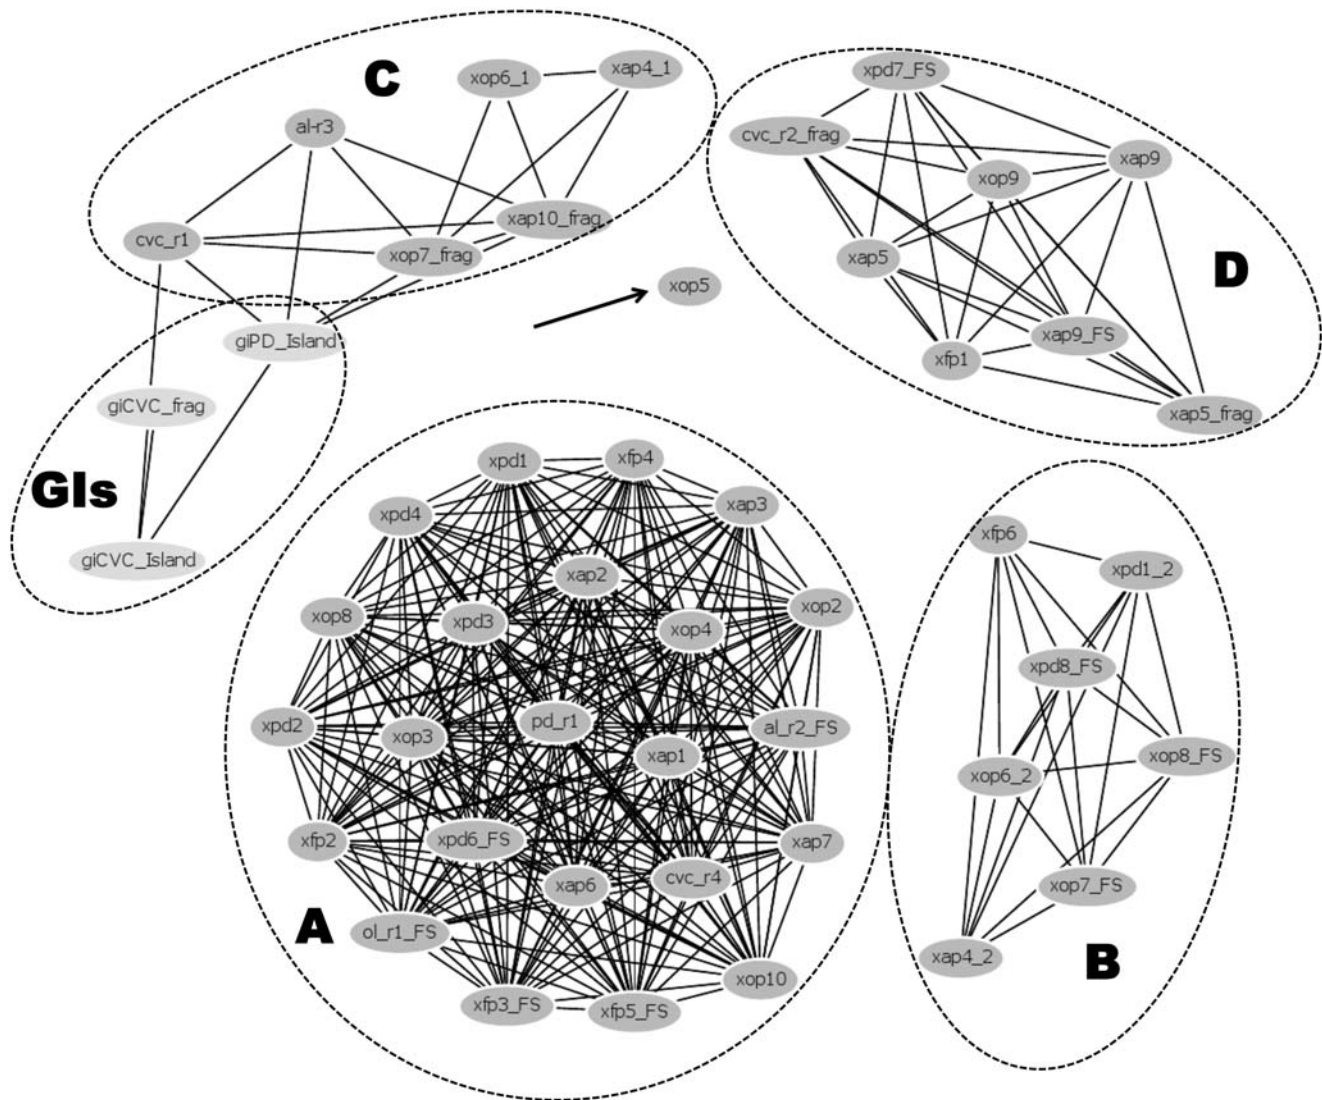 C
xop6_1
xap4_1
al-r3
cvc_r1
xop7_frag
xap10_frag
xop5
xpd7_FS
cvc_r2_frag
xop9
xap9
xap5
D
xap9_FS
xfp1
xap5_frag
giPD_Island
giCVC_frag
GIs
giCVC_Island
xpd1
xfp4
xpd4
xap3
xap2
xop8
xpd3
xop4
xop2
xpd2
xop3
pd_r1
xap1
al_r2_FS
xfp2
xpd6_FS
xap7
xap6
cvc_r4
A
ol_r1_FS
xop10
xfp3_FS
xfp5_FS
xfp6
xpd1_2
xpd8_FS
xop8_FS
xop6_2
xop7_FS
xap4_2
B